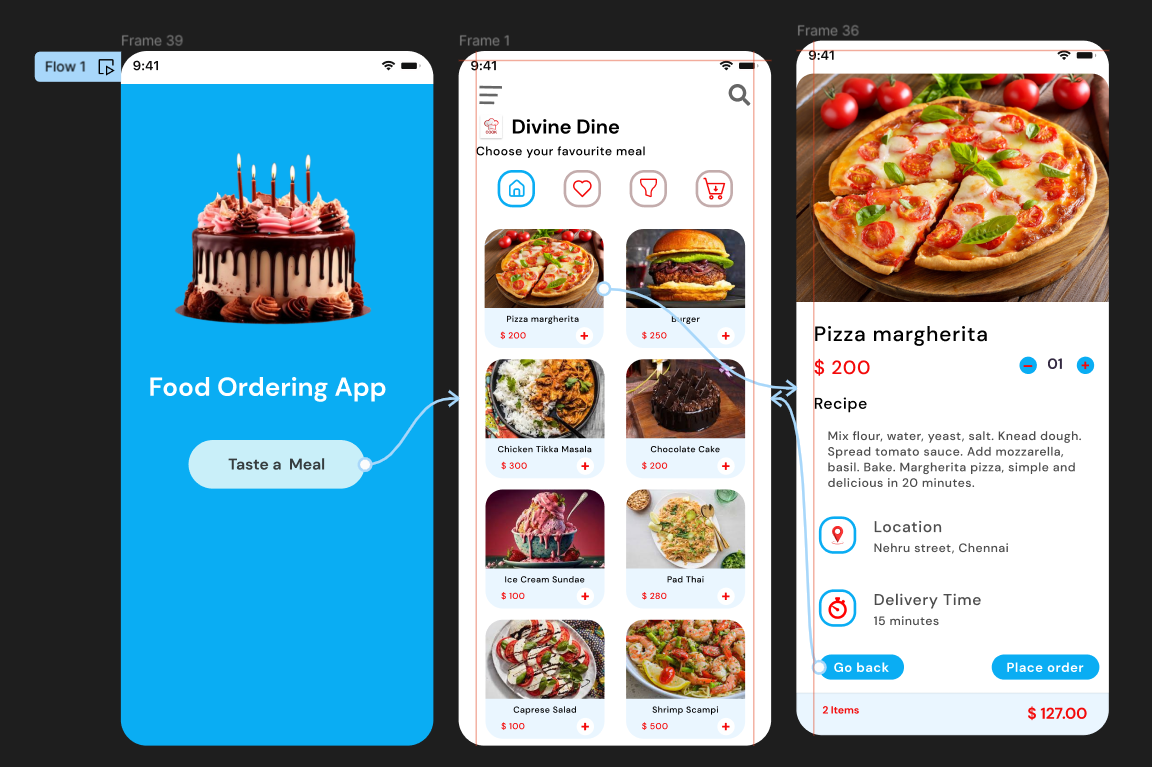 Frame 39
Flow 1
9:41
Food Ordering App
Taste a Meal
Frame 1
9:41
Divine Dine
Choose your favourite meal
Pizza margherita
$ 200
Burger
$ 250
Chicken Tikka Masala
$ 300
Chocolate Cake
$ 200
Ice Cream Sundae
$ 100
Pad Thai
$ 280
Caprese Salad
$ 100
Shrimp Scampi
$ 500
Frame 36
9:41
Pizza margherita
$ 200
01
Recipe
Mix flour, water, yeast, salt. Knead dough.
Spread tomato sauce. Add mozzarella,
basil. Bake. Margherita pizza, simple and
delicious in 20 minutes.
Location
Nehru street, Chennai
Delivery Time
15 minutes
Go back
Place order
2 Items
$ 127.00